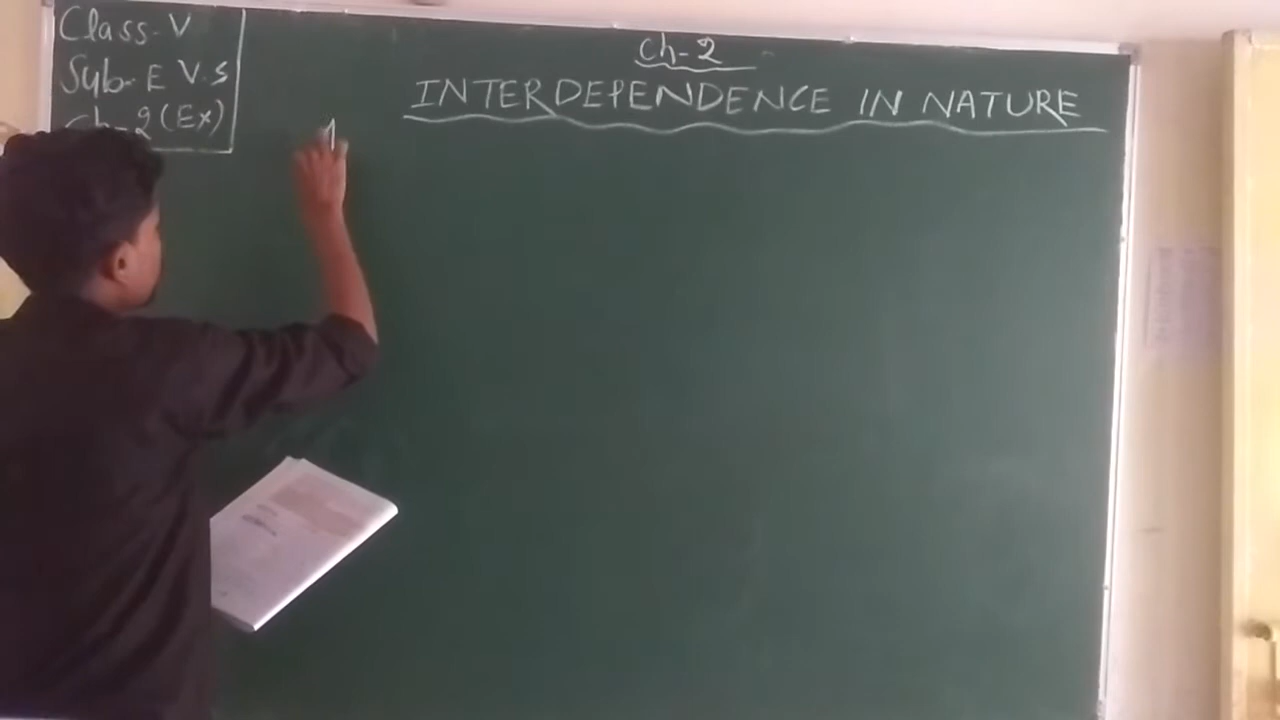 Class-V
Sub-E V.S
Ch-2 (Ex)
Ch-2
INTERDEPENDENCE IN NATURE